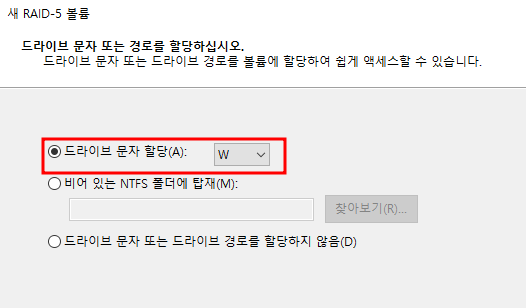 새 RAID-5 볼륨
드라이브 문자 또는 경로를 할당하십시오.
드라이브 문자 또는 드라이브 경로를 볼륨에 할당하여 쉽게 액세스할 수 있습니다.
드라이브 문자 할당(A): W
비어 있는 NTFS 폴더에 탑재(M):
찾아보기(R)...
드라이브 문자 또는 드라이브 경로를 할당하지 않음(D)